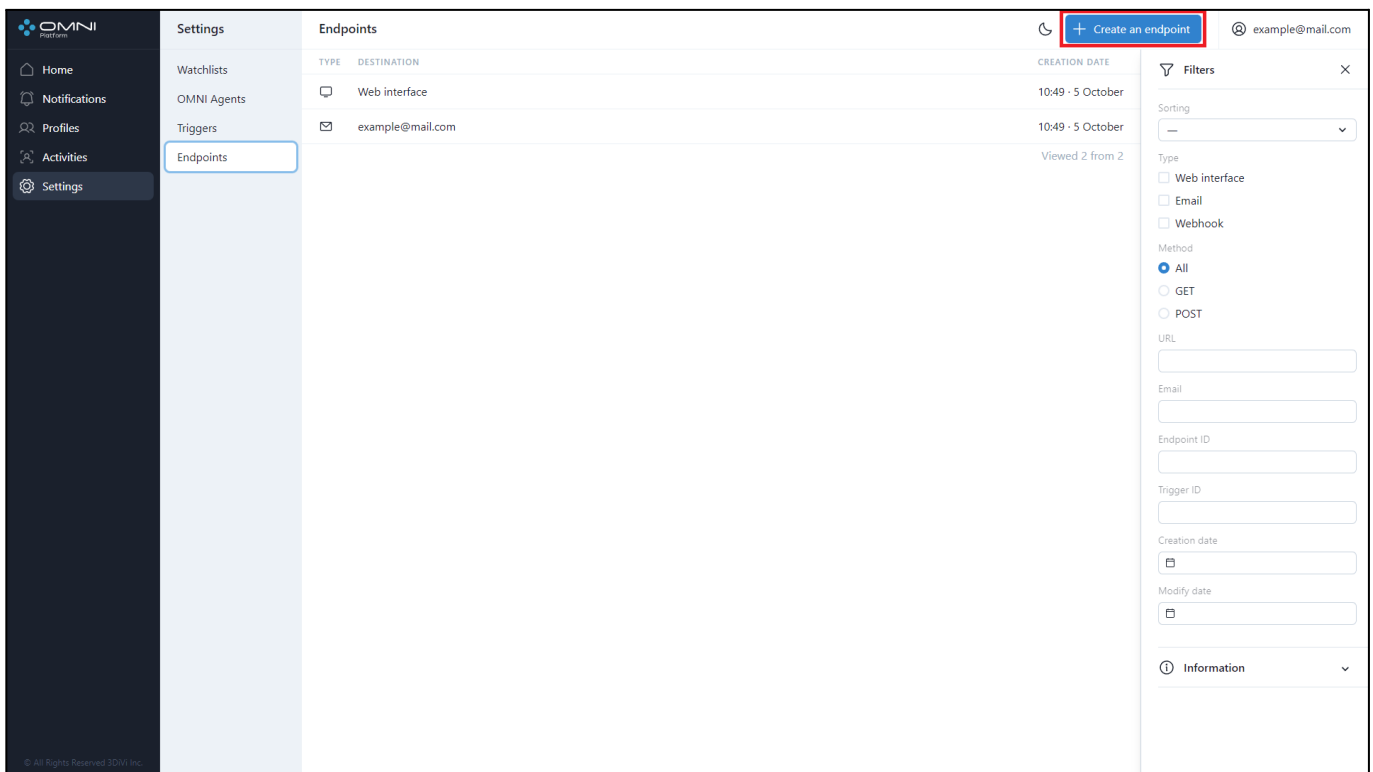 OMNI
Platform
Home
Notifications
Profiles
Activities
Settings
© All Rights Reserved 3DiVi Inc.
Settings
Watchlists
OMNI Agents
Triggers
Endpoints
Endpoints
Create an endpoint
example@mail.com
TYPE DESTINATION CREATION DATE
Web interface 10:49 · 5 October
example@mail.com 10:49 · 5 October
Viewed 2 from 2
Filters
Sorting
—
Type
Web interface
Email
Webhook
Method
All
GET
POST
URL
Email
Endpoint ID
Trigger ID
Creation date
Modify date
Information